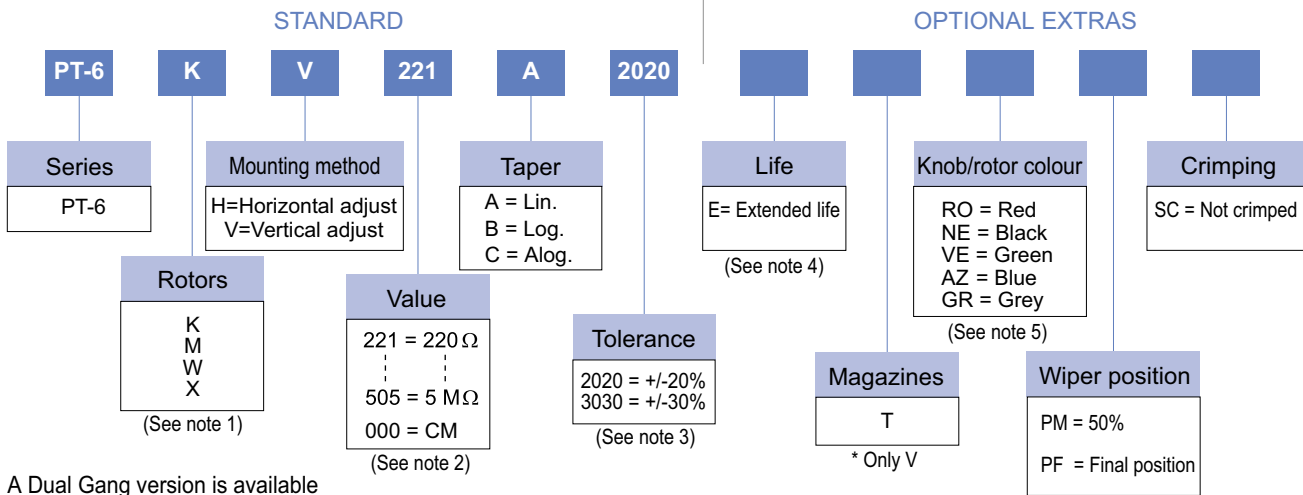 STANDARD
OPTIONAL EXTRAS
PT-6 K V 221 A 2020
Series
PT-6
Mounting method
H=Horizontal adjust
V=Vertical adjust
Taper
A = Lin.
B = Log.
C = Alog.
Life
E= Extended life
(See note 4)
Knob/rotor colour
RO = Red
NE = Black
VE = Green
AZ = Blue
GR = Grey
(See note 5)
Crimping
SC = Not crimped
Rotors
K
M
W
X
(See note 1)
Value
221 = 220 Ω
505 = 5 MΩ
000 = CM
(See note 2)
Tolerance
2020 = +/-20%
3030 = +/-30%
(See note 3)
Magazines
T
* Only V
Wiper position
PM = 50%
PF = Final position
A Dual Gang version is available